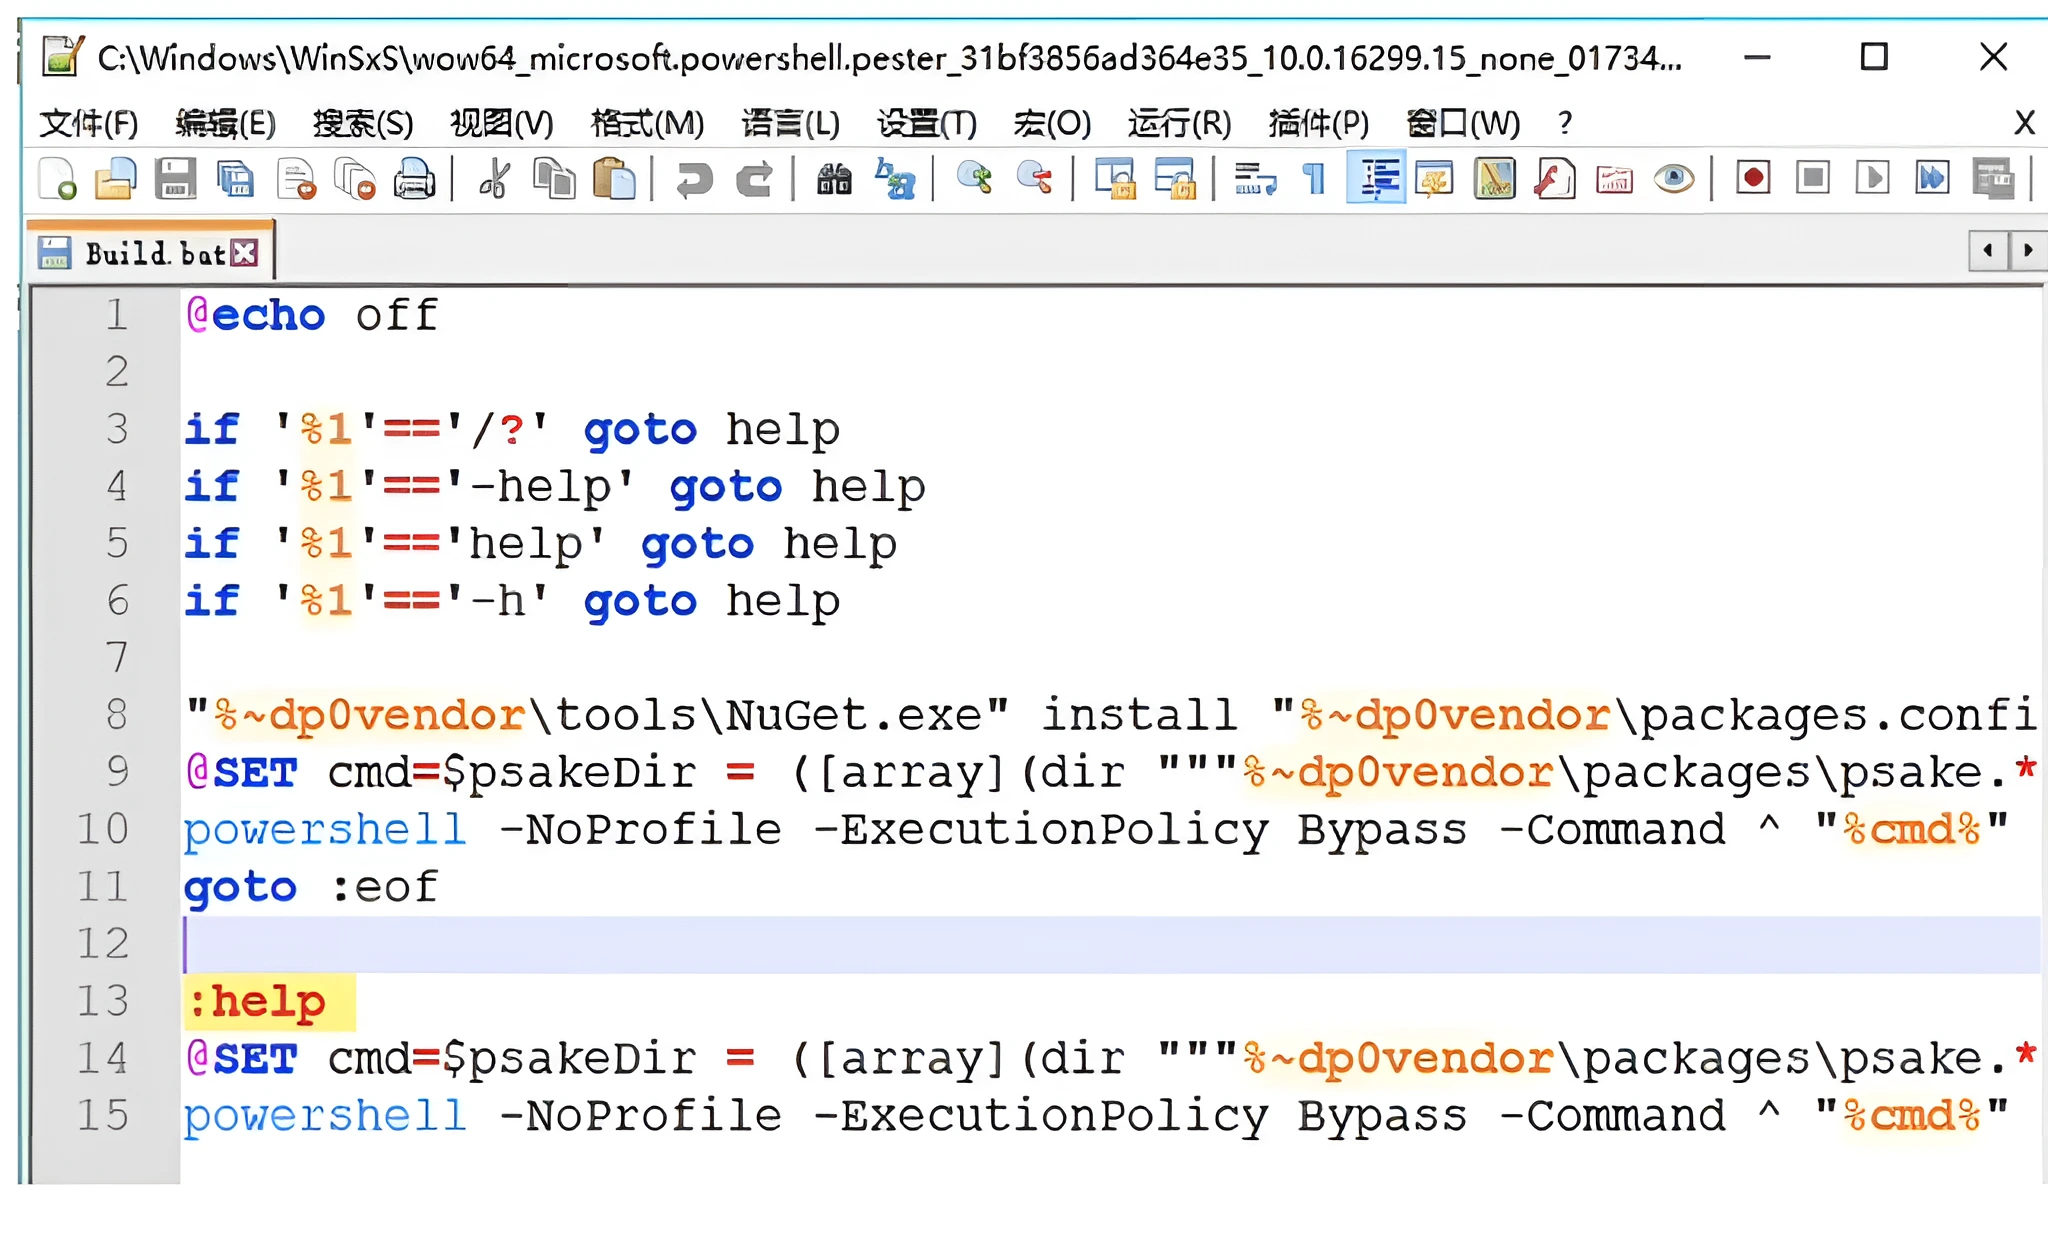 C:\Windows\WinSxS\wow64_microsoft.powershell.pester_31bf3856ad364e35_10.0.16299.15_none_01734...
文件(F) 编辑(E) 搜索(S) 视图(V) 格式(M) 语言(L) 设置(T) 宏(O) 运行(R) 插件(P) 窗口(W) ? X
Build.bat
1 @echo off
2
3 if '%1'=='/?' goto help
4 if '%1'=='-help' goto help
5 if '%1'=='help' goto help
6 if '%1'=='-h' goto help
7
8 "%~dp0vendor\tools\NuGet.exe" install "%~dp0vendor\packages.confi
9 @SET cmd=$psakeDir = ([array](dir """%~dp0vendor\packages\psake.*
10 powershell -NoProfile -ExecutionPolicy Bypass -Command ^ "%cmd%"
11 goto :eof
12
13 :help
14 @SET cmd=$psakeDir = ([array](dir """%~dp0vendor\packages\psake.*
15 powershell -NoProfile -ExecutionPolicy Bypass -Command ^ "%cmd%"